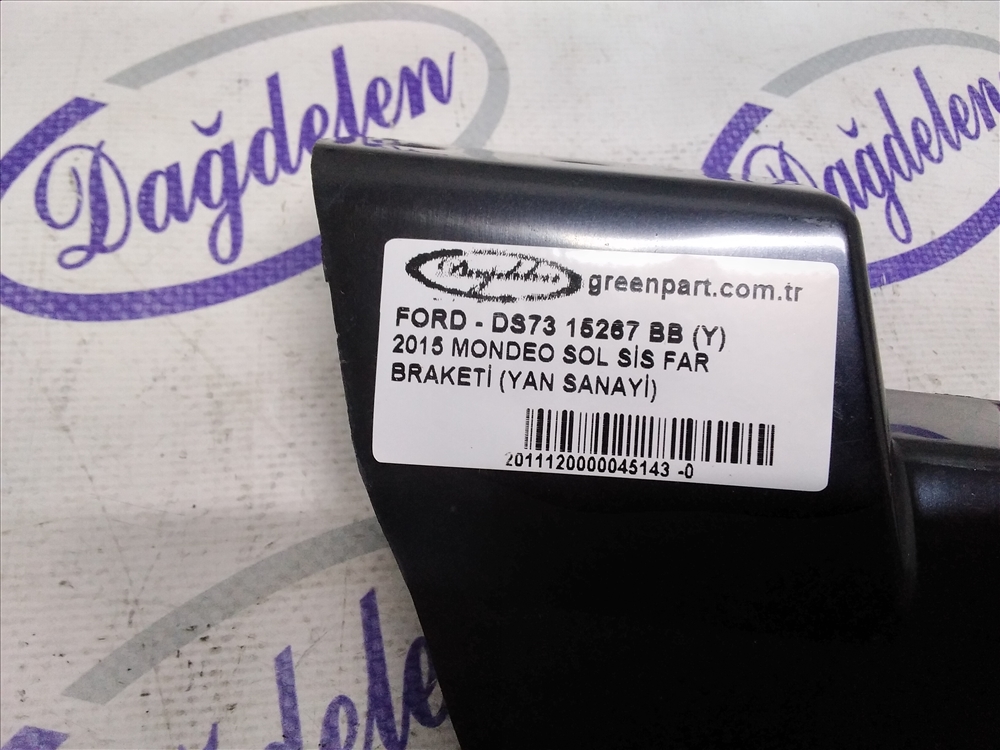 Dağdelen
Dağdelen
Dağdelen greenpart.com.tr
FORD - DS73 15267 BB (Y)
2015 MONDEO SOL SİS FAR
BRAKETİ (YAN SANAYİ)
2011120000045143 -0